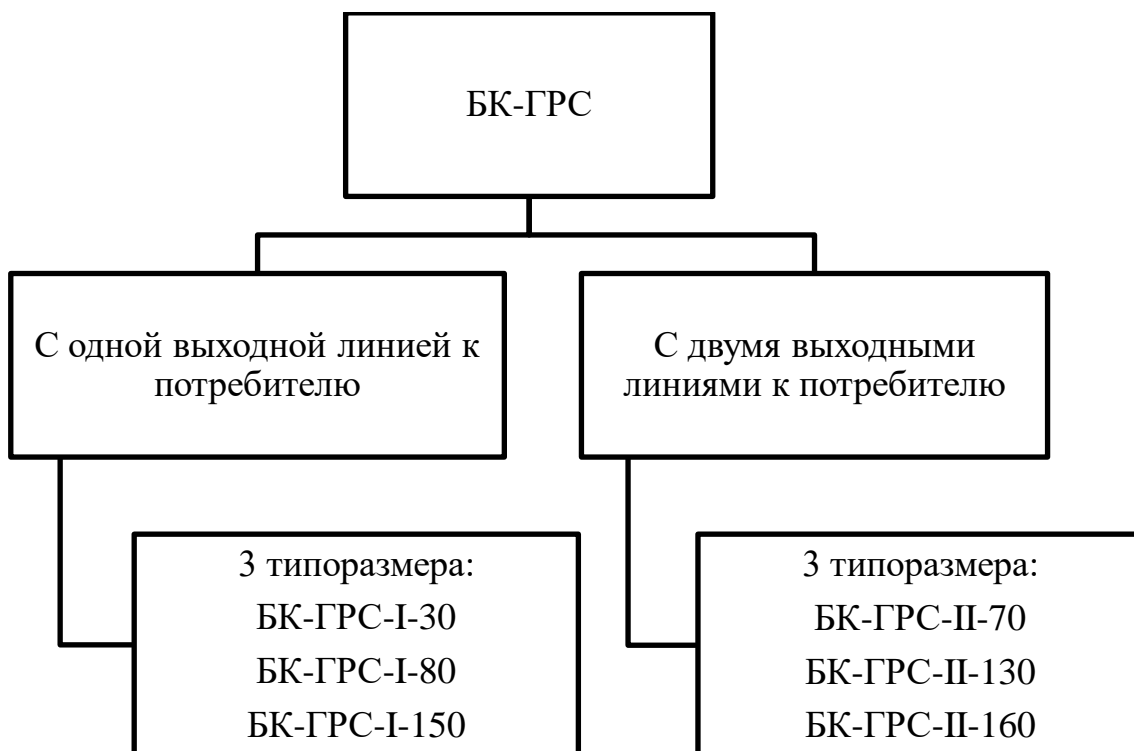 БК-ГРС
С одной выходной линией к
потребителю
С двумя выходными
линиями к потребителю
3 типоразмера:
БК-ГРС-I-30
БК-ГРС-I-80
БК-ГРС-I-150
3 типоразмера:
БК-ГРС-II-70
БК-ГРС-II-130
БК-ГРС-II-160